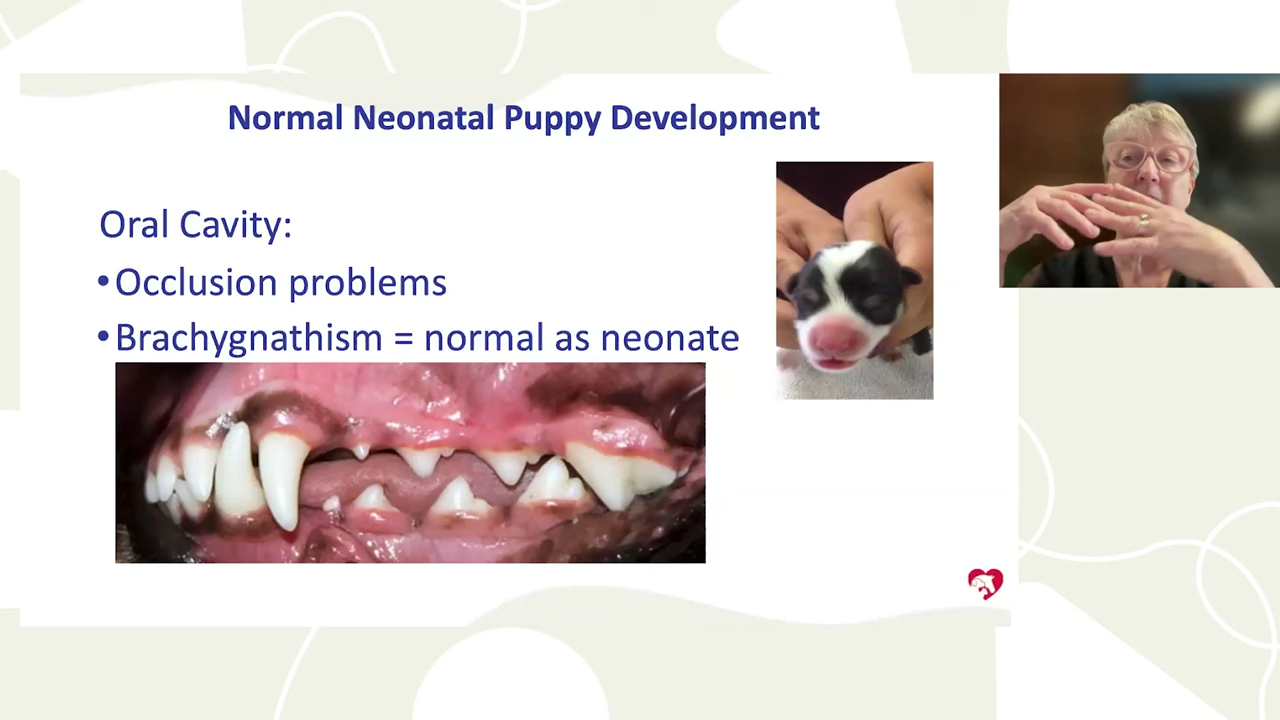 Normal Neonatal Puppy Development
Oral Cavity:
•Occlusion problems
•Brachygnathism = normal as neonate